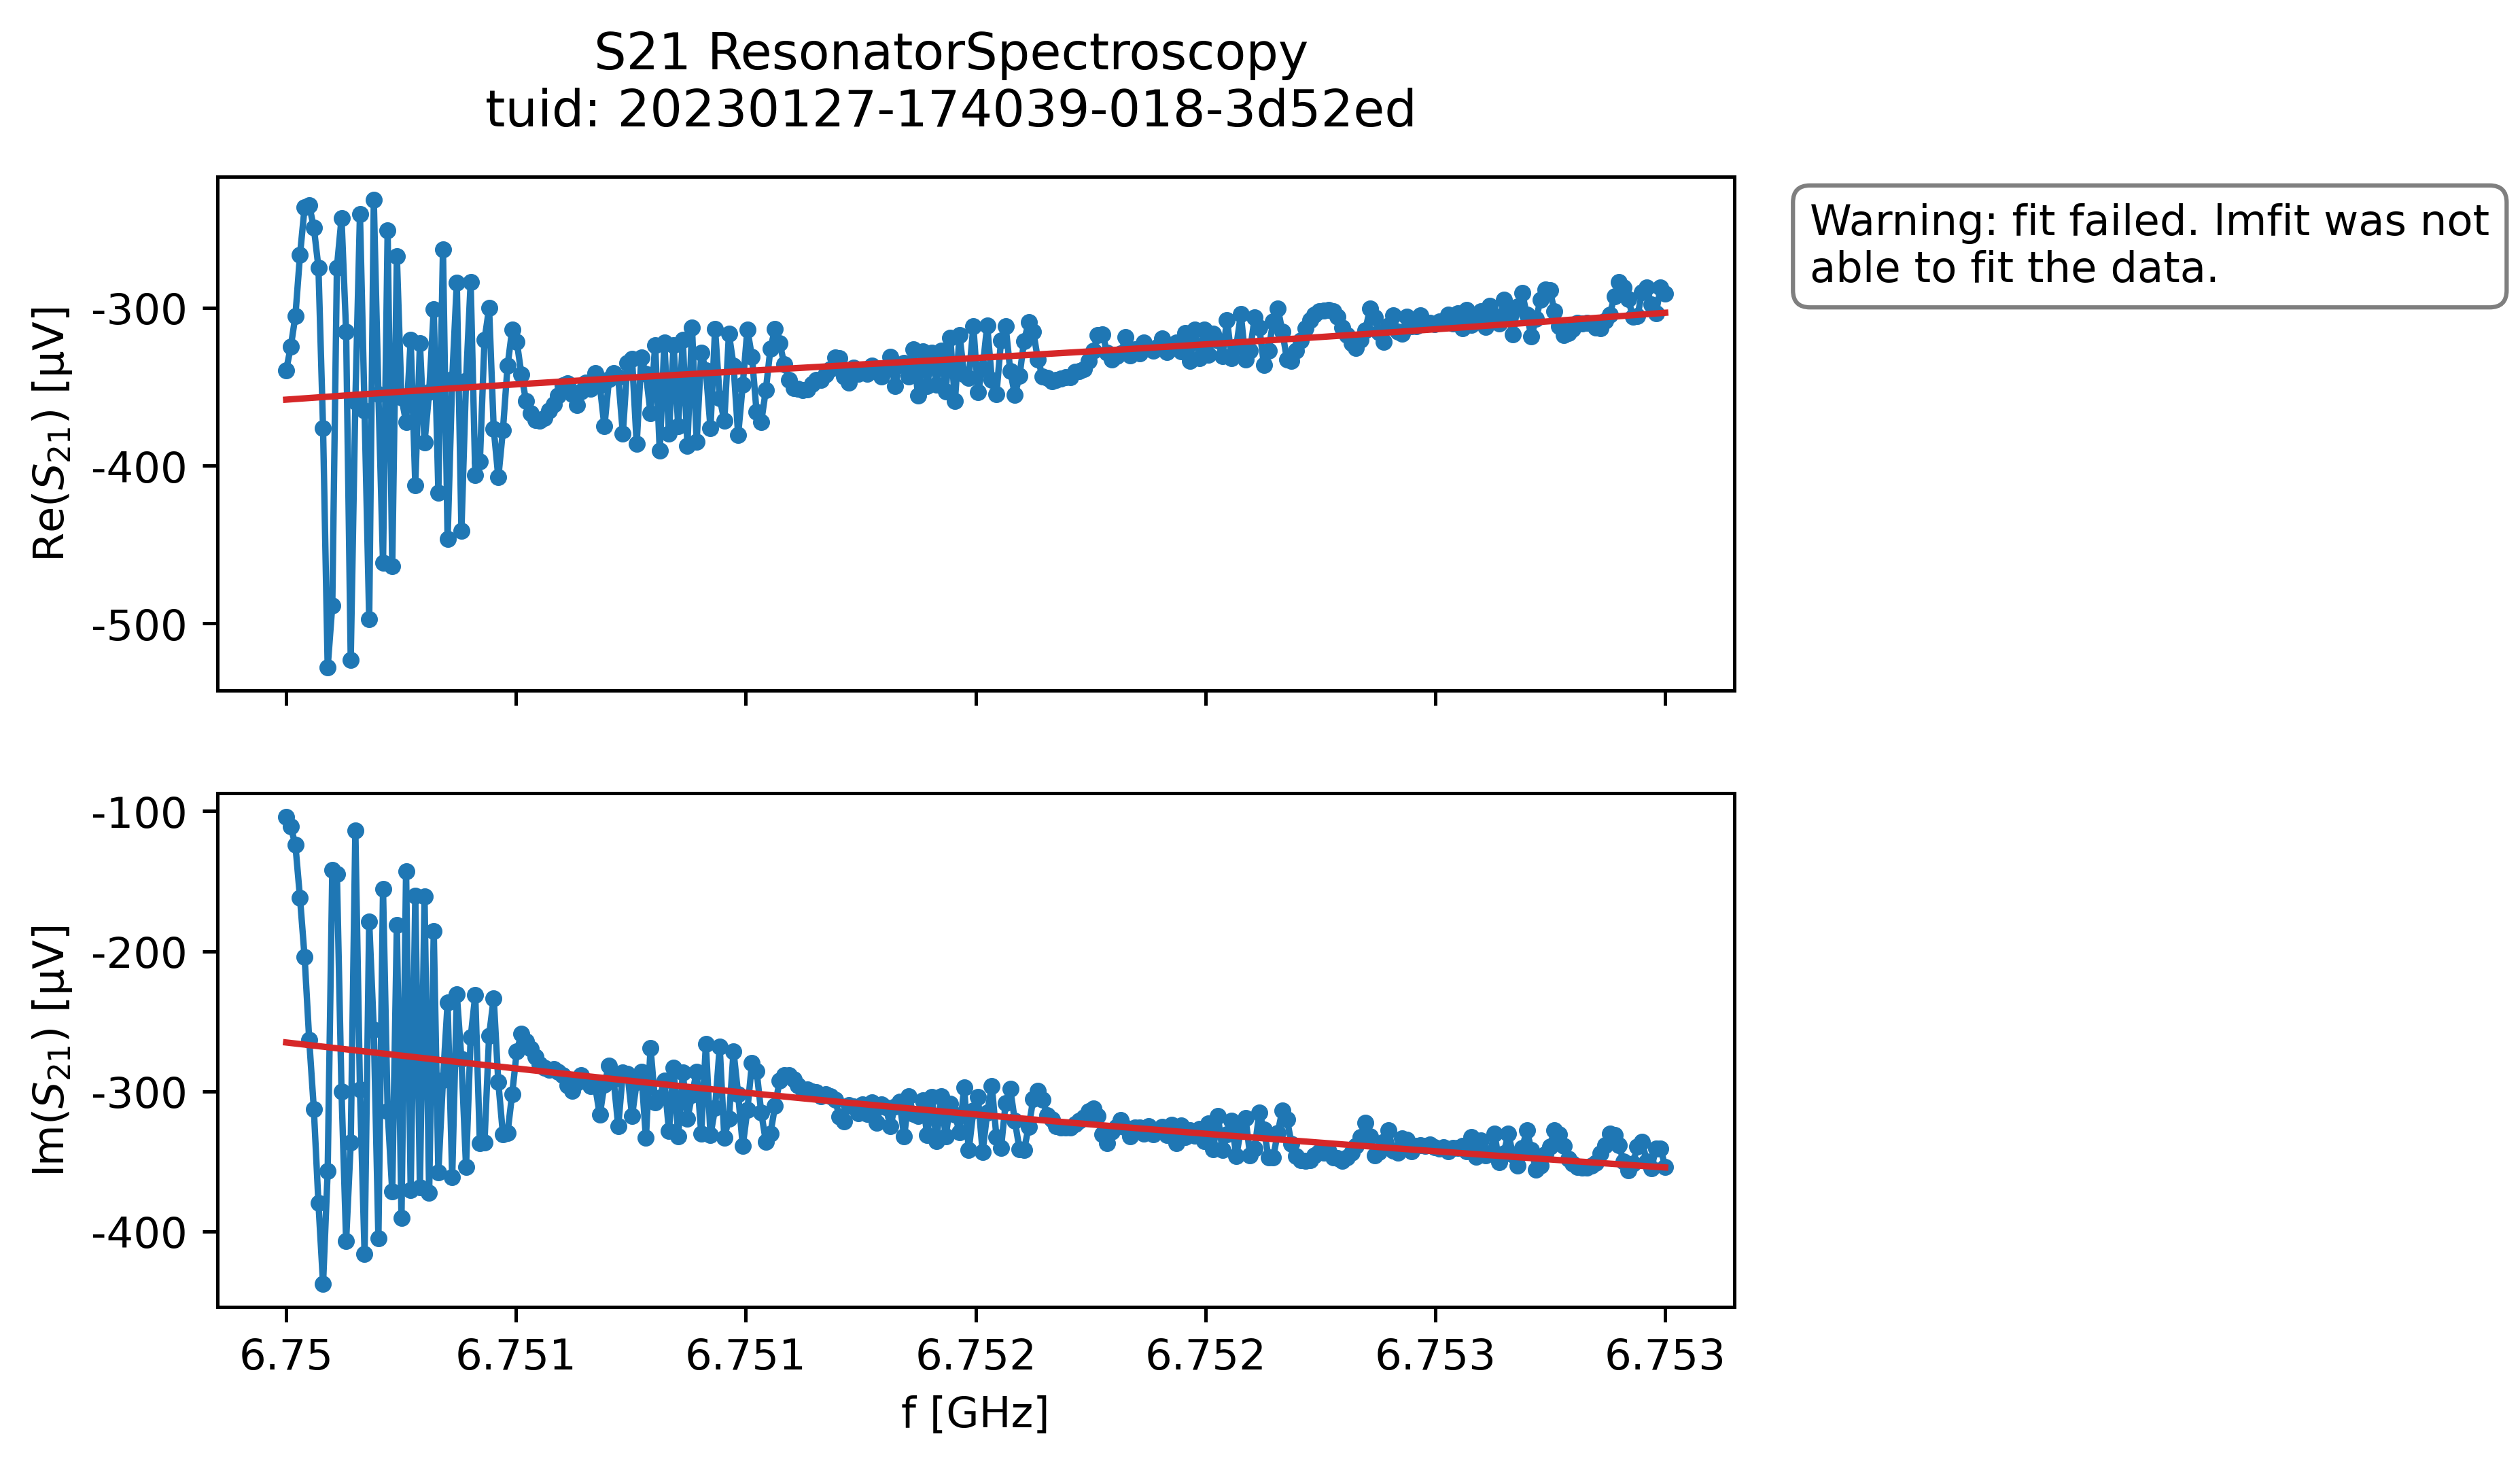 S21 ResonatorSpectroscopy
tuid: 20230127-174039-018-3d52ed
Warning: fit failed. lmfit was not
able to fit the data.
Re(S₂₁) [µV]
-300
-400
-500
Im(S₂₁) [µV]
-100
-200
-300
-400
6.75 6.751 6.751 6.752 6.752 6.753 6.753
f [GHz]